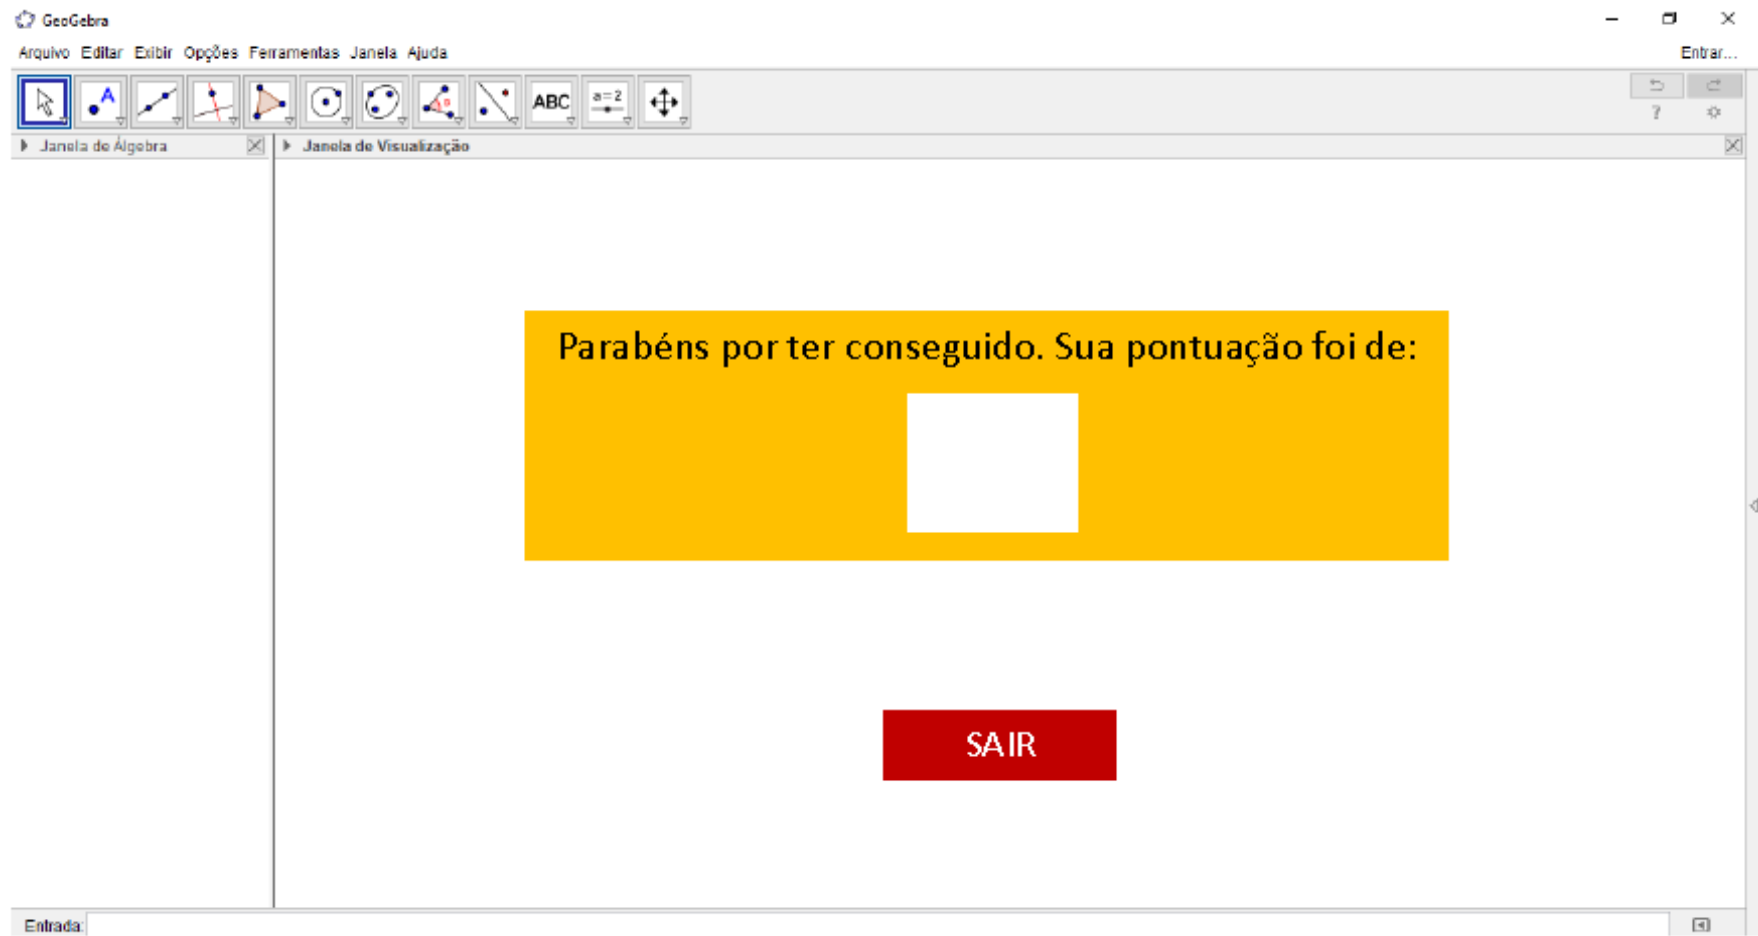 GeoGebra
Arquivo Editar Exibir Opções Ferramentas Janela Ajuda
Entrar...
A
ABC
a=2
?
Janela de Álgebra
Janela de Visualização
Parabéns por ter conseguido. Sua pontuação foi de:
SAIR
Entrada: